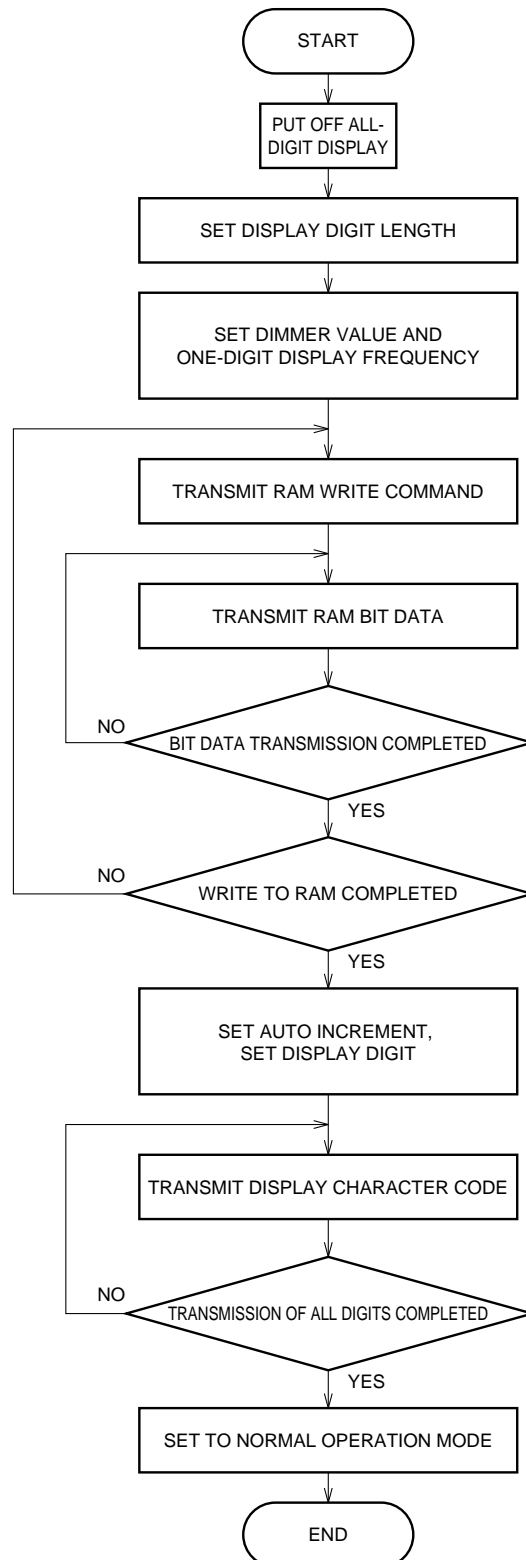 START
PUT OFF ALL-
DIGIT DISPLAY
SET DISPLAY DIGIT LENGTH
SET DIMMER VALUE AND
ONE-DIGIT DISPLAY FREQUENCY
TRANSMIT RAM WRITE COMMAND
TRANSMIT RAM BIT DATA
NO
BIT DATA TRANSMISSION COMPLETED
YES
NO
WRITE TO RAM COMPLETED
YES
SET AUTO INCREMENT,
SET DISPLAY DIGIT
TRANSMIT DISPLAY CHARACTER CODE
NO
TRANSMISSION OF ALL DIGITS COMPLETED
YES
SET TO NORMAL OPERATION MODE
END